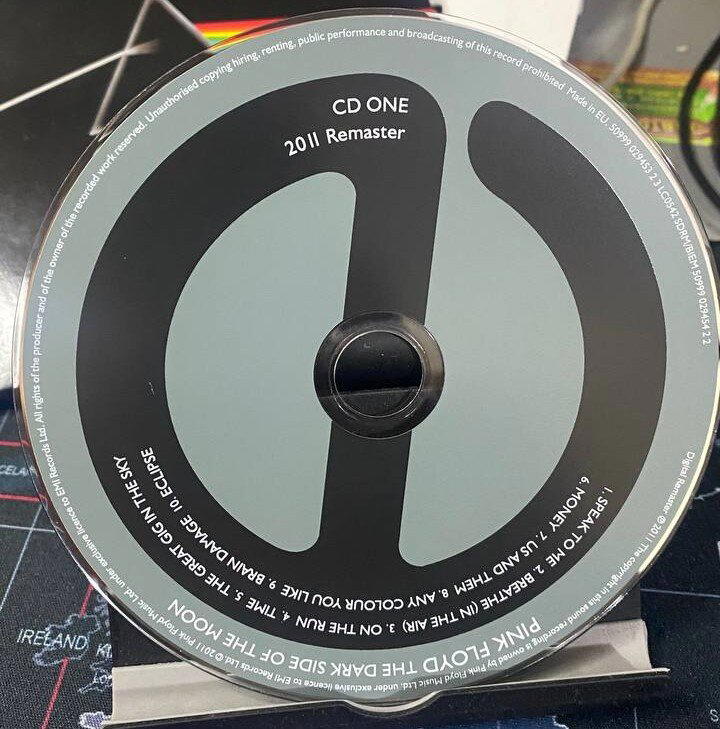 CD ONE
2011 Remaster
1. SPEAK TO ME 2. BREATHE (IN THE AIR) 3. ON THE RUN 4. TIME 5. THE GREAT GIG IN THE SKY
6 MONEY 7. US AND THEM 8. ANY COLOUR YOU LIKE 9. BRAIN DAMAGE 10. ECLIPSE
PINK FLOYD THE DARK SIDE OF THE MOON
Digital Remaster ℗ 2011. The copyright in this sound recording is owned by Pink Floyd Music Ltd. under exclusive licence to EMI Records Ltd. © 2011 Pink Floyd Music Ltd. under exclusive licence to EMI Records Ltd. All rights of the producer and of the owner of the recorded work reserved. Unauthorised copying hiring, renting, public performance and broadcasting of this record prohibited. Made in EU. 50999 029453 2 3 LC0542 SDRM/BIEM 50999 029454 2 2
IRELAND